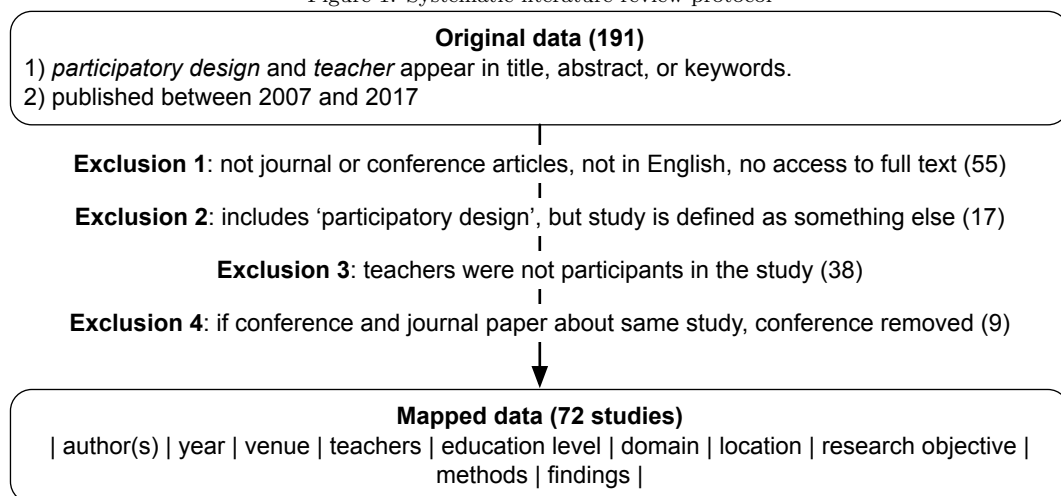 Figure 1: Systematic literature review protocol
Original data (191)
1) participatory design and teacher appear in title, abstract, or keywords.
2) published between 2007 and 2017
Exclusion 1: not journal or conference articles, not in English, no access to full text (55)
Exclusion 2: includes ‘participatory design’, but study is defined as something else (17)
Exclusion 3: teachers were not participants in the study (38)
Exclusion 4: if conference and journal paper about same study, conference removed (9)
Mapped data (72 studies)
| author(s) | year | venue | teachers | education level | domain | location | research objective |
methods | findings |